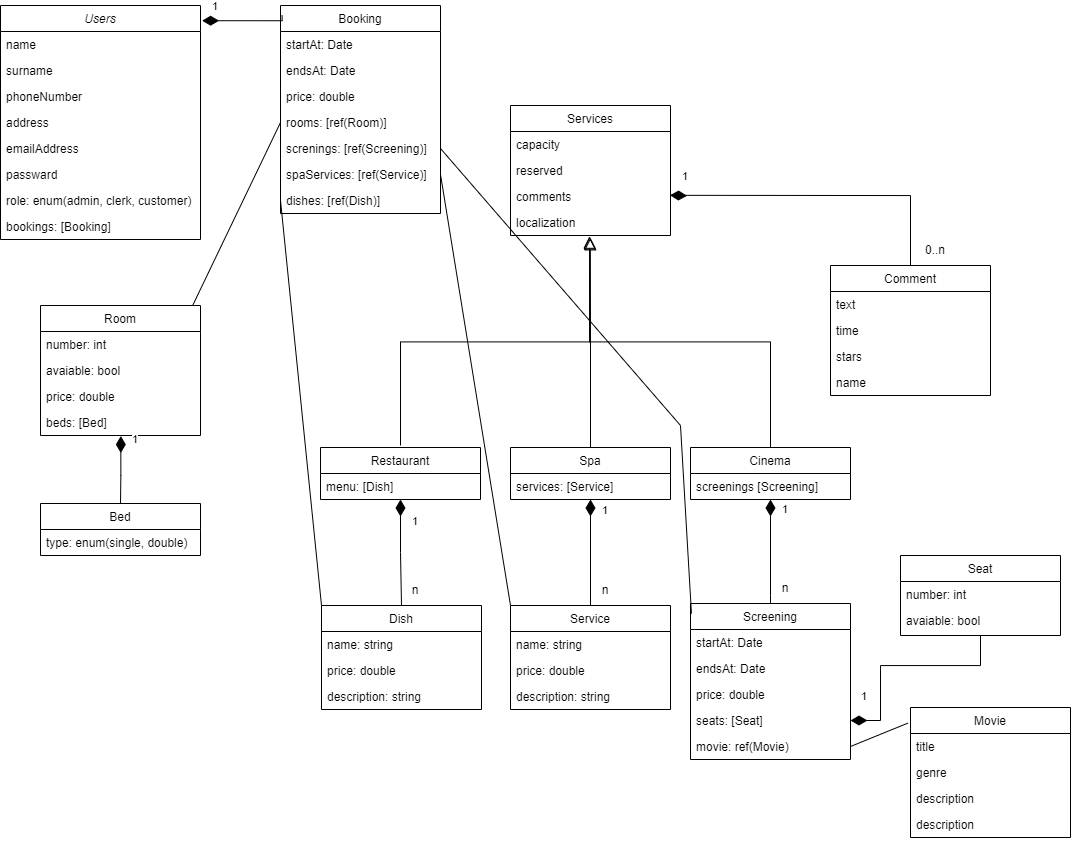 Users
name
surname
phoneNumber
address
emailAddress
passward
role: enum(admin, clerk, customer)
bookings: [Booking]
1
Booking
startAt: Date
endsAt: Date
price: double
rooms: [ref(Room)]
screnings: [ref(Screening)]
spaServices: [ref(Service)]
dishes: [ref(Dish)]
Services
capacity
reserved
comments
localization
1
0..n
Comment
text
time
stars
name
Room
number: int
avaiable: bool
price: double
beds: [Bed]
1
Bed
type: enum(single, double)
Restaurant
menu: [Dish]
1
n
Spa
services: [Service]
1
n
Cinema
screenings [Screening]
1
n
Dish
name: string
price: double
description: string
Service
name: string
price: double
description: string
Screening
startAt: Date
endsAt: Date
price: double
seats: [Seat]
movie: ref(Movie)
1
Seat
number: int
avaiable: bool
Movie
title
genre
description
description